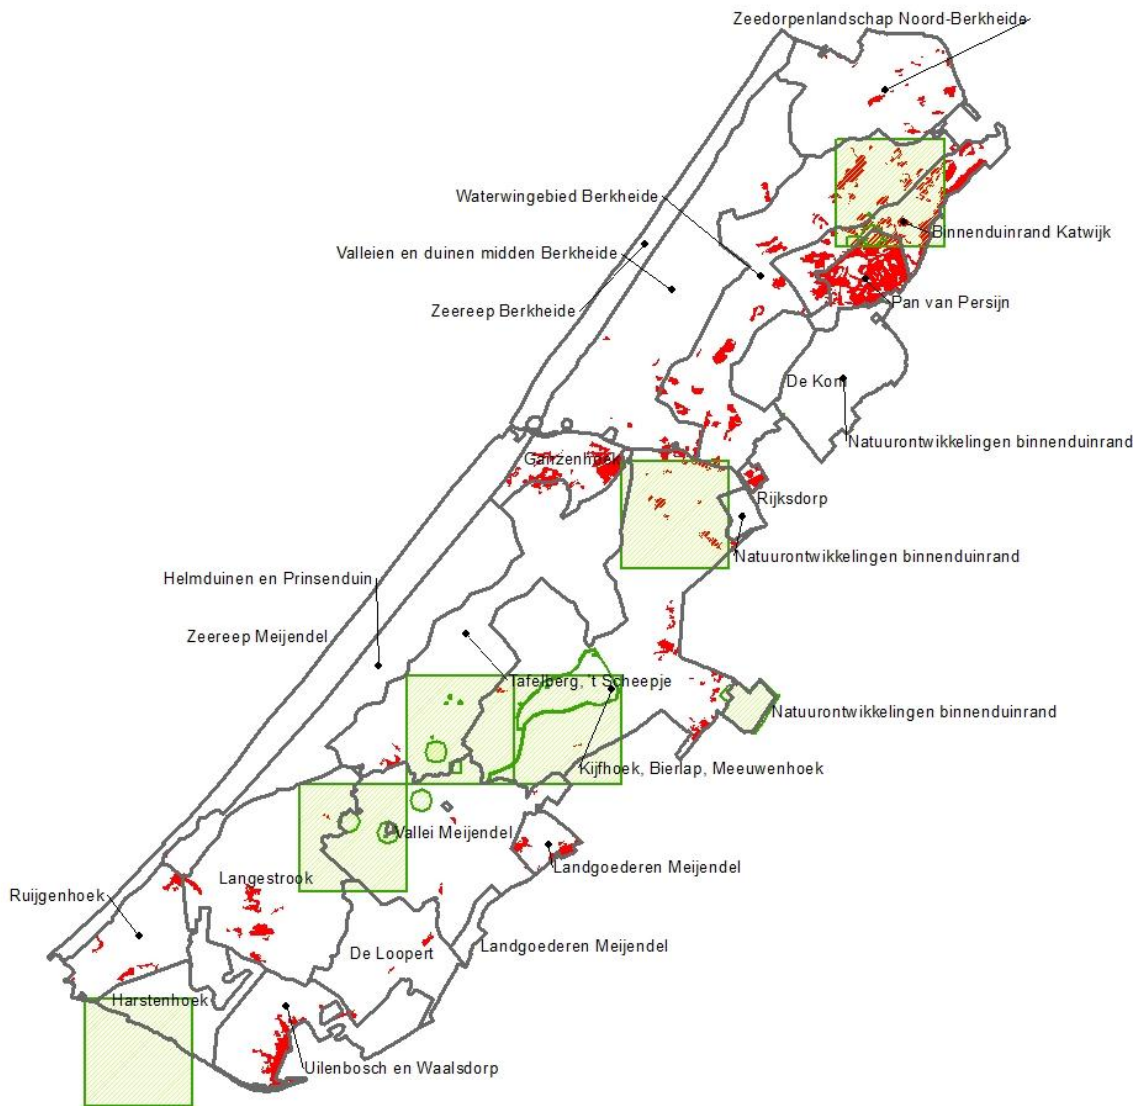 Zeedorpenlandschap Noord-Berkheide
Waterwingebied Berkheide
Binnenduinrand Katwijk
Valleien en duinen midden Berkheide
Zeereep Berkheide
Pan van Persijn
De Kom
Natuurontwikkelingen binnenduinrand
Ganzenhoek
Rijksdorp
Natuurontwikkelingen binnenduinrand
Helmduinen en Prinsenduin
Zeereep Meijendel
Tafelberg, 't Scheepje
Natuurontwikkelingen binnenduinrand
Kijfhoek, Bierlap, Meeuwenhoek
Vallei Meijendel
Landgoederen Meijendel
Langestrook
Ruijgenhoek
Landgoederen Meijendel
De Loopert
Harstenhoek
Uilenbosch en Waalsdorp